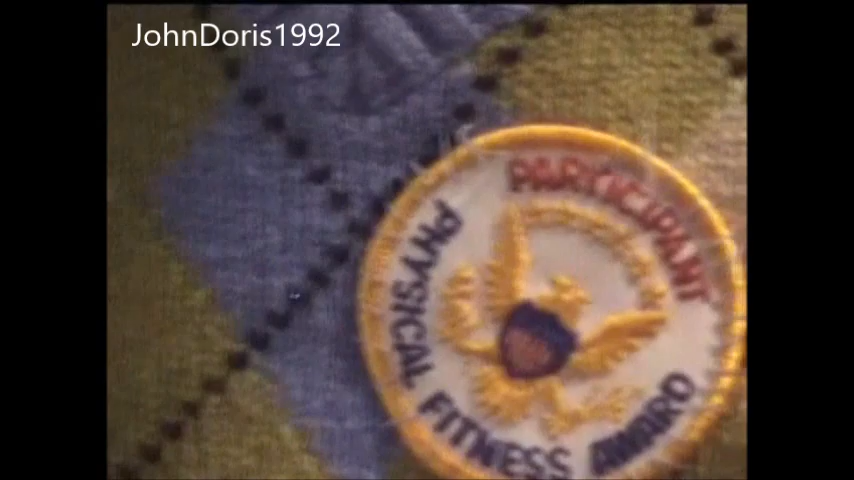 JohnDoris1992
PARTICIPANT
PHYSICAL FITNESS AWARD